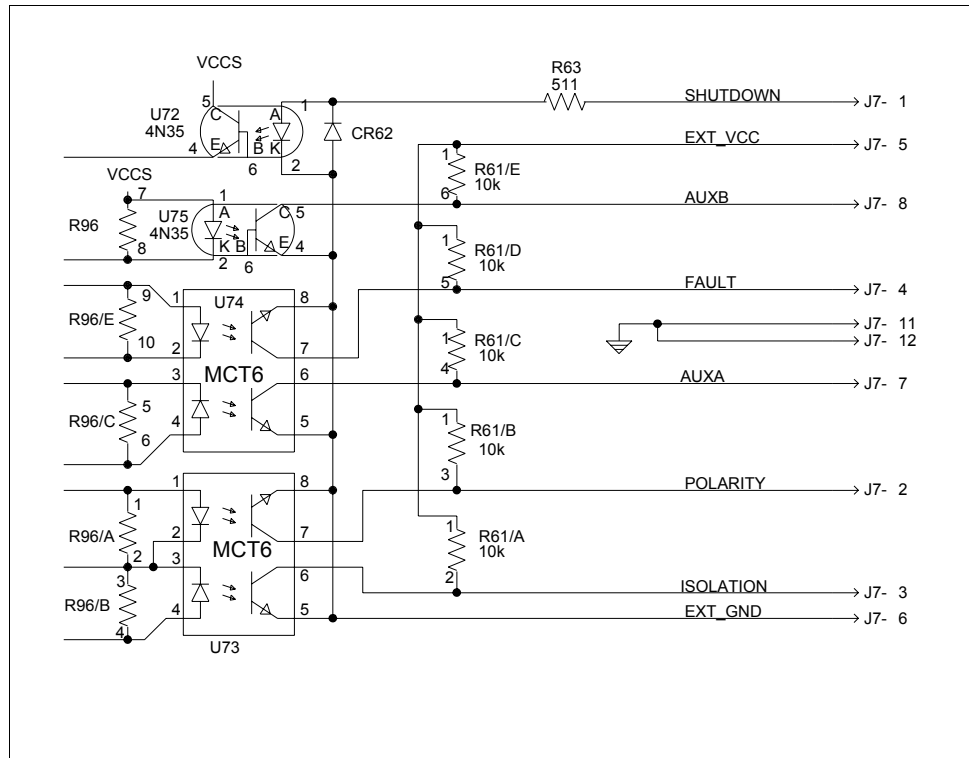 VCCS
R63
511
SHUTDOWN
J7- 1
U72
4N35
5
C
1
A
E
B
K
4
6
2
CR62
EXT_VCC
J7- 5
1
R61/E
10k
6
VCCS
7
U75
4N35
1
A
C
5
AUXB
J7- 8
R96
8
K
B
E
4
2
6
1
R61/D
10k
5
U74
9
1
8
FAULT
J7- 4
R96/E
10
2
7
J7- 11
J7- 12
1
R61/C
10k
4
MCT6
3
6
AUXA
J7- 7
R96/C
5
6
4
5
1
R61/B
10k
3
1
8
POLARITY
J7- 2
R96/A
1
2
2
7
MCT6
1
R61/A
10k
2
3
6
ISOLATION
J7- 3
R96/B
3
4
4
5
EXT_GND
J7- 6
U73